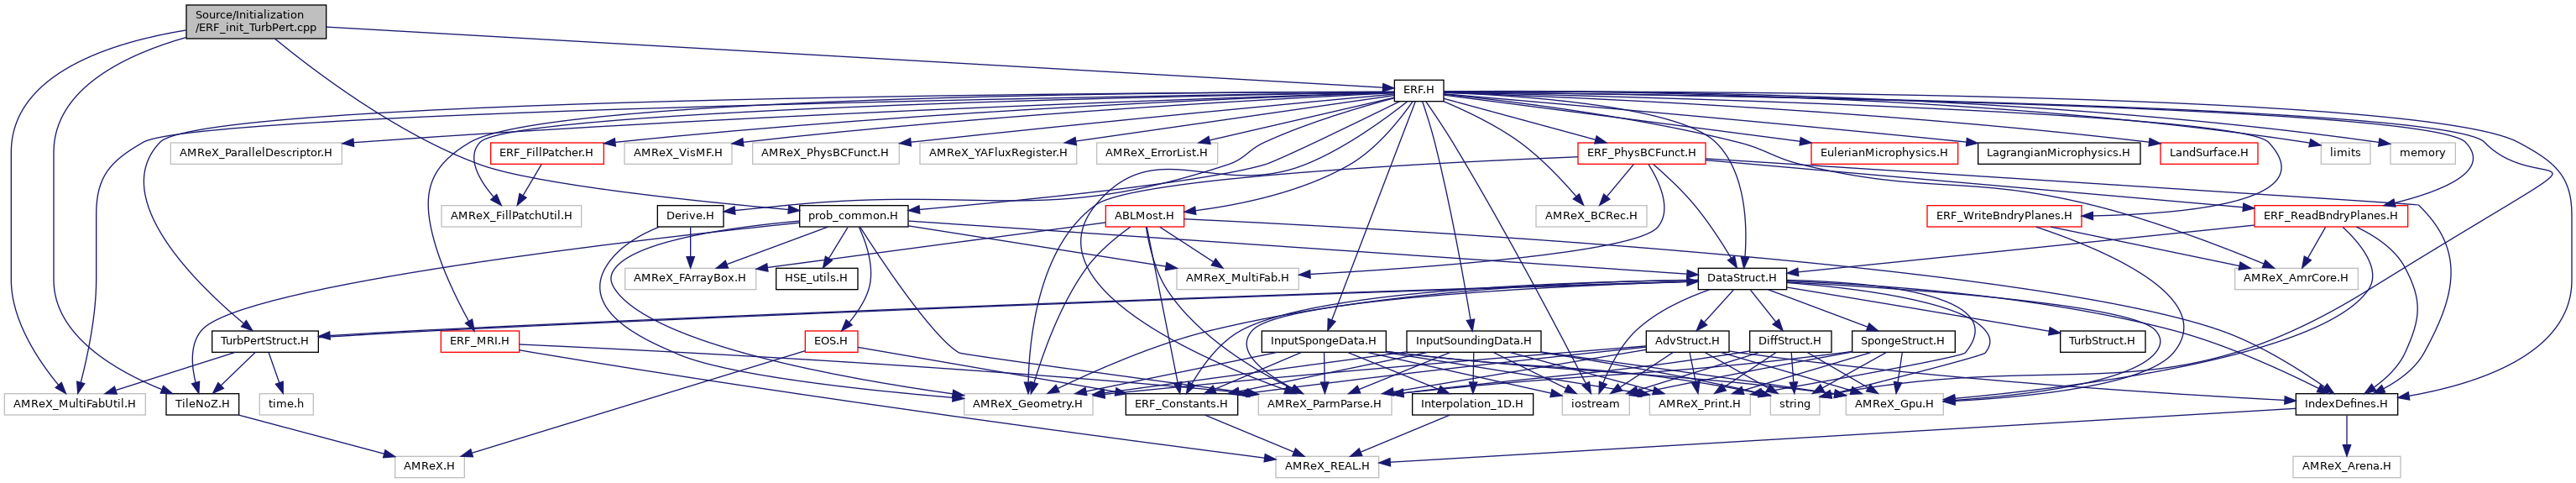 Source/Initialization
/ERF_init_TurbPert.cpp
ERF.H
AMReX_ParallelDescriptor.H
ERF_FillPatcher.H
AMReX_VisMF.H
AMReX_PhysBCFunct.H
AMReX_YAFluxRegister.H
AMReX_ErrorList.H
ERF_PhysBCFunct.H
EulerianMicrophysics.H
LagrangianMicrophysics.H
LandSurface.H
limits
memory
AMReX_FillPatchUtil.H
Derive.H
prob_common.H
ABLMost.H
AMReX_BCRec.H
ERF_WriteBndryPlanes.H
ERF_ReadBndryPlanes.H
AMReX_FArrayBox.H
HSE_utils.H
AMReX_MultiFab.H
DataStruct.H
AMReX_AmrCore.H
TurbPertStruct.H
ERF_MRI.H
EOS.H
InputSpongeData.H
InputSoundingData.H
AdvStruct.H
DiffStruct.H
SpongeStruct.H
TurbStruct.H
AMReX_MultiFabUtil.H
TileNoZ.H
time.h
AMReX_Geometry.H
ERF_Constants.H
AMReX_ParmParse.H
Interpolation_1D.H
iostream
AMReX_Print.H
string
AMReX_Gpu.H
IndexDefines.H
AMReX.H
AMReX_REAL.H
AMReX_Arena.H